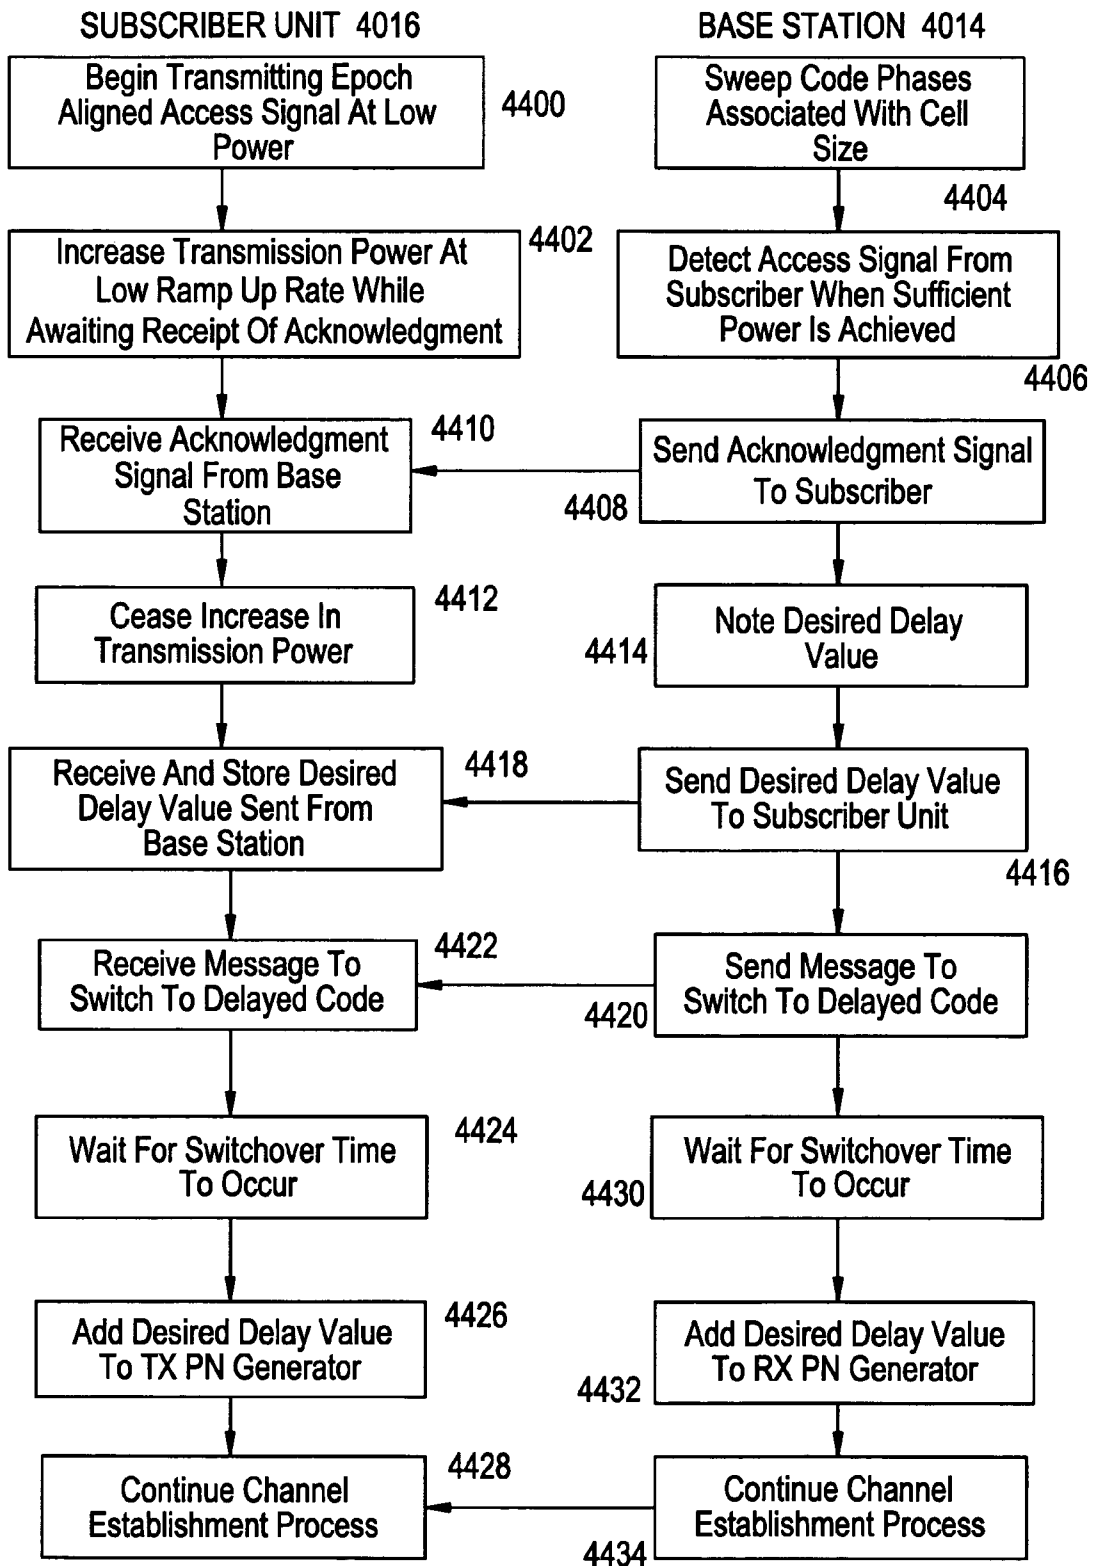 SUBSCRIBER UNIT 4016
BASE STATION 4014
Begin Transmitting Epoch
Aligned Access Signal At Low
Power
4400
Sweep Code Phases
Associated With Cell
Size
4404
Increase Transmission Power At
Low Ramp Up Rate While
Awaiting Receipt Of Acknowledgment
4402
Detect Access Signal From
Subscriber When Sufficient
Power Is Achieved
4406
Receive Acknowledgment
Signal From Base
Station
4410
Send Acknowledgment Signal
To Subscriber
4408
Cease Increase In
Transmission Power
4412
Note Desired Delay
Value
4414
Receive And Store Desired
Delay Value Sent From
Base Station
4418
Send Desired Delay Value
To Subscriber Unit
4416
Receive Message To
Switch To Delayed Code
4422
Send Message To
Switch To Delayed Code
4420
Wait For Switchover Time
To Occur
4424
Wait For Switchover Time
To Occur
4430
Add Desired Delay Value
To TX PN Generator
4426
Add Desired Delay Value
To RX PN Generator
4432
Continue Channel
Establishment Process
4428
Continue Channel
Establishment Process
4434